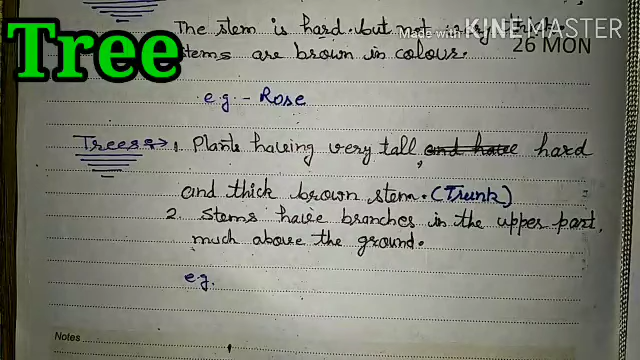 Tree
The stem is hard. but not very thick
Made with KINEMASTER
26 MON
stems are brown in colour.
e.g. - Rose
Trees → 1. Plants having very tall, and have hard
and thick brown stem. (Trunk)
2. Stems have branches in the upper part,
much above the ground.
e.g.
Notes